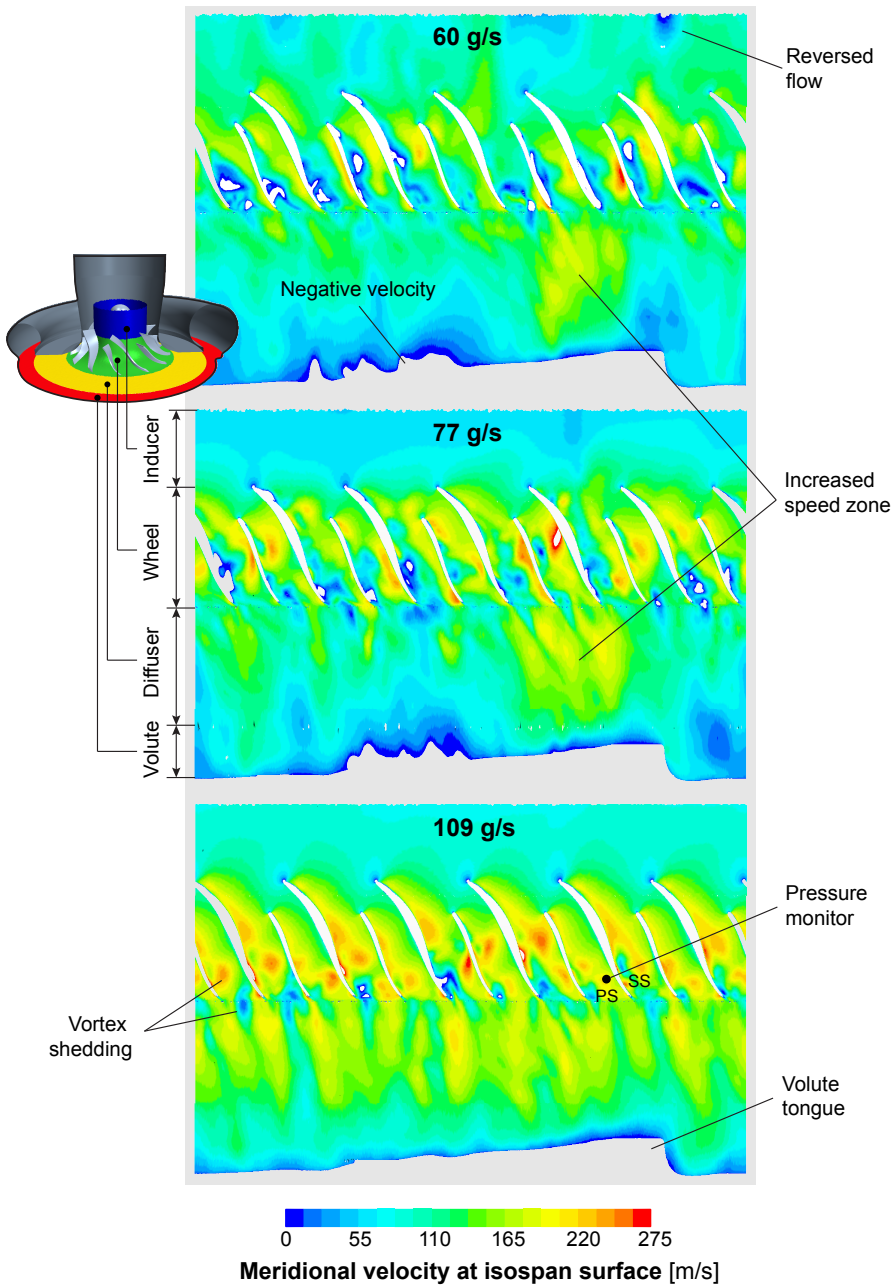 60 g/s
Reversed
flow
Negative velocity
77 g/s
Inducer
Wheel
Diffuser
Volute
Increased
speed zone
109 g/s
Pressure
monitor
SS
PS
Vortex
shedding
Volute
tongue
0 55 110 165 220 275
Meridional velocity at isospan surface [m/s]